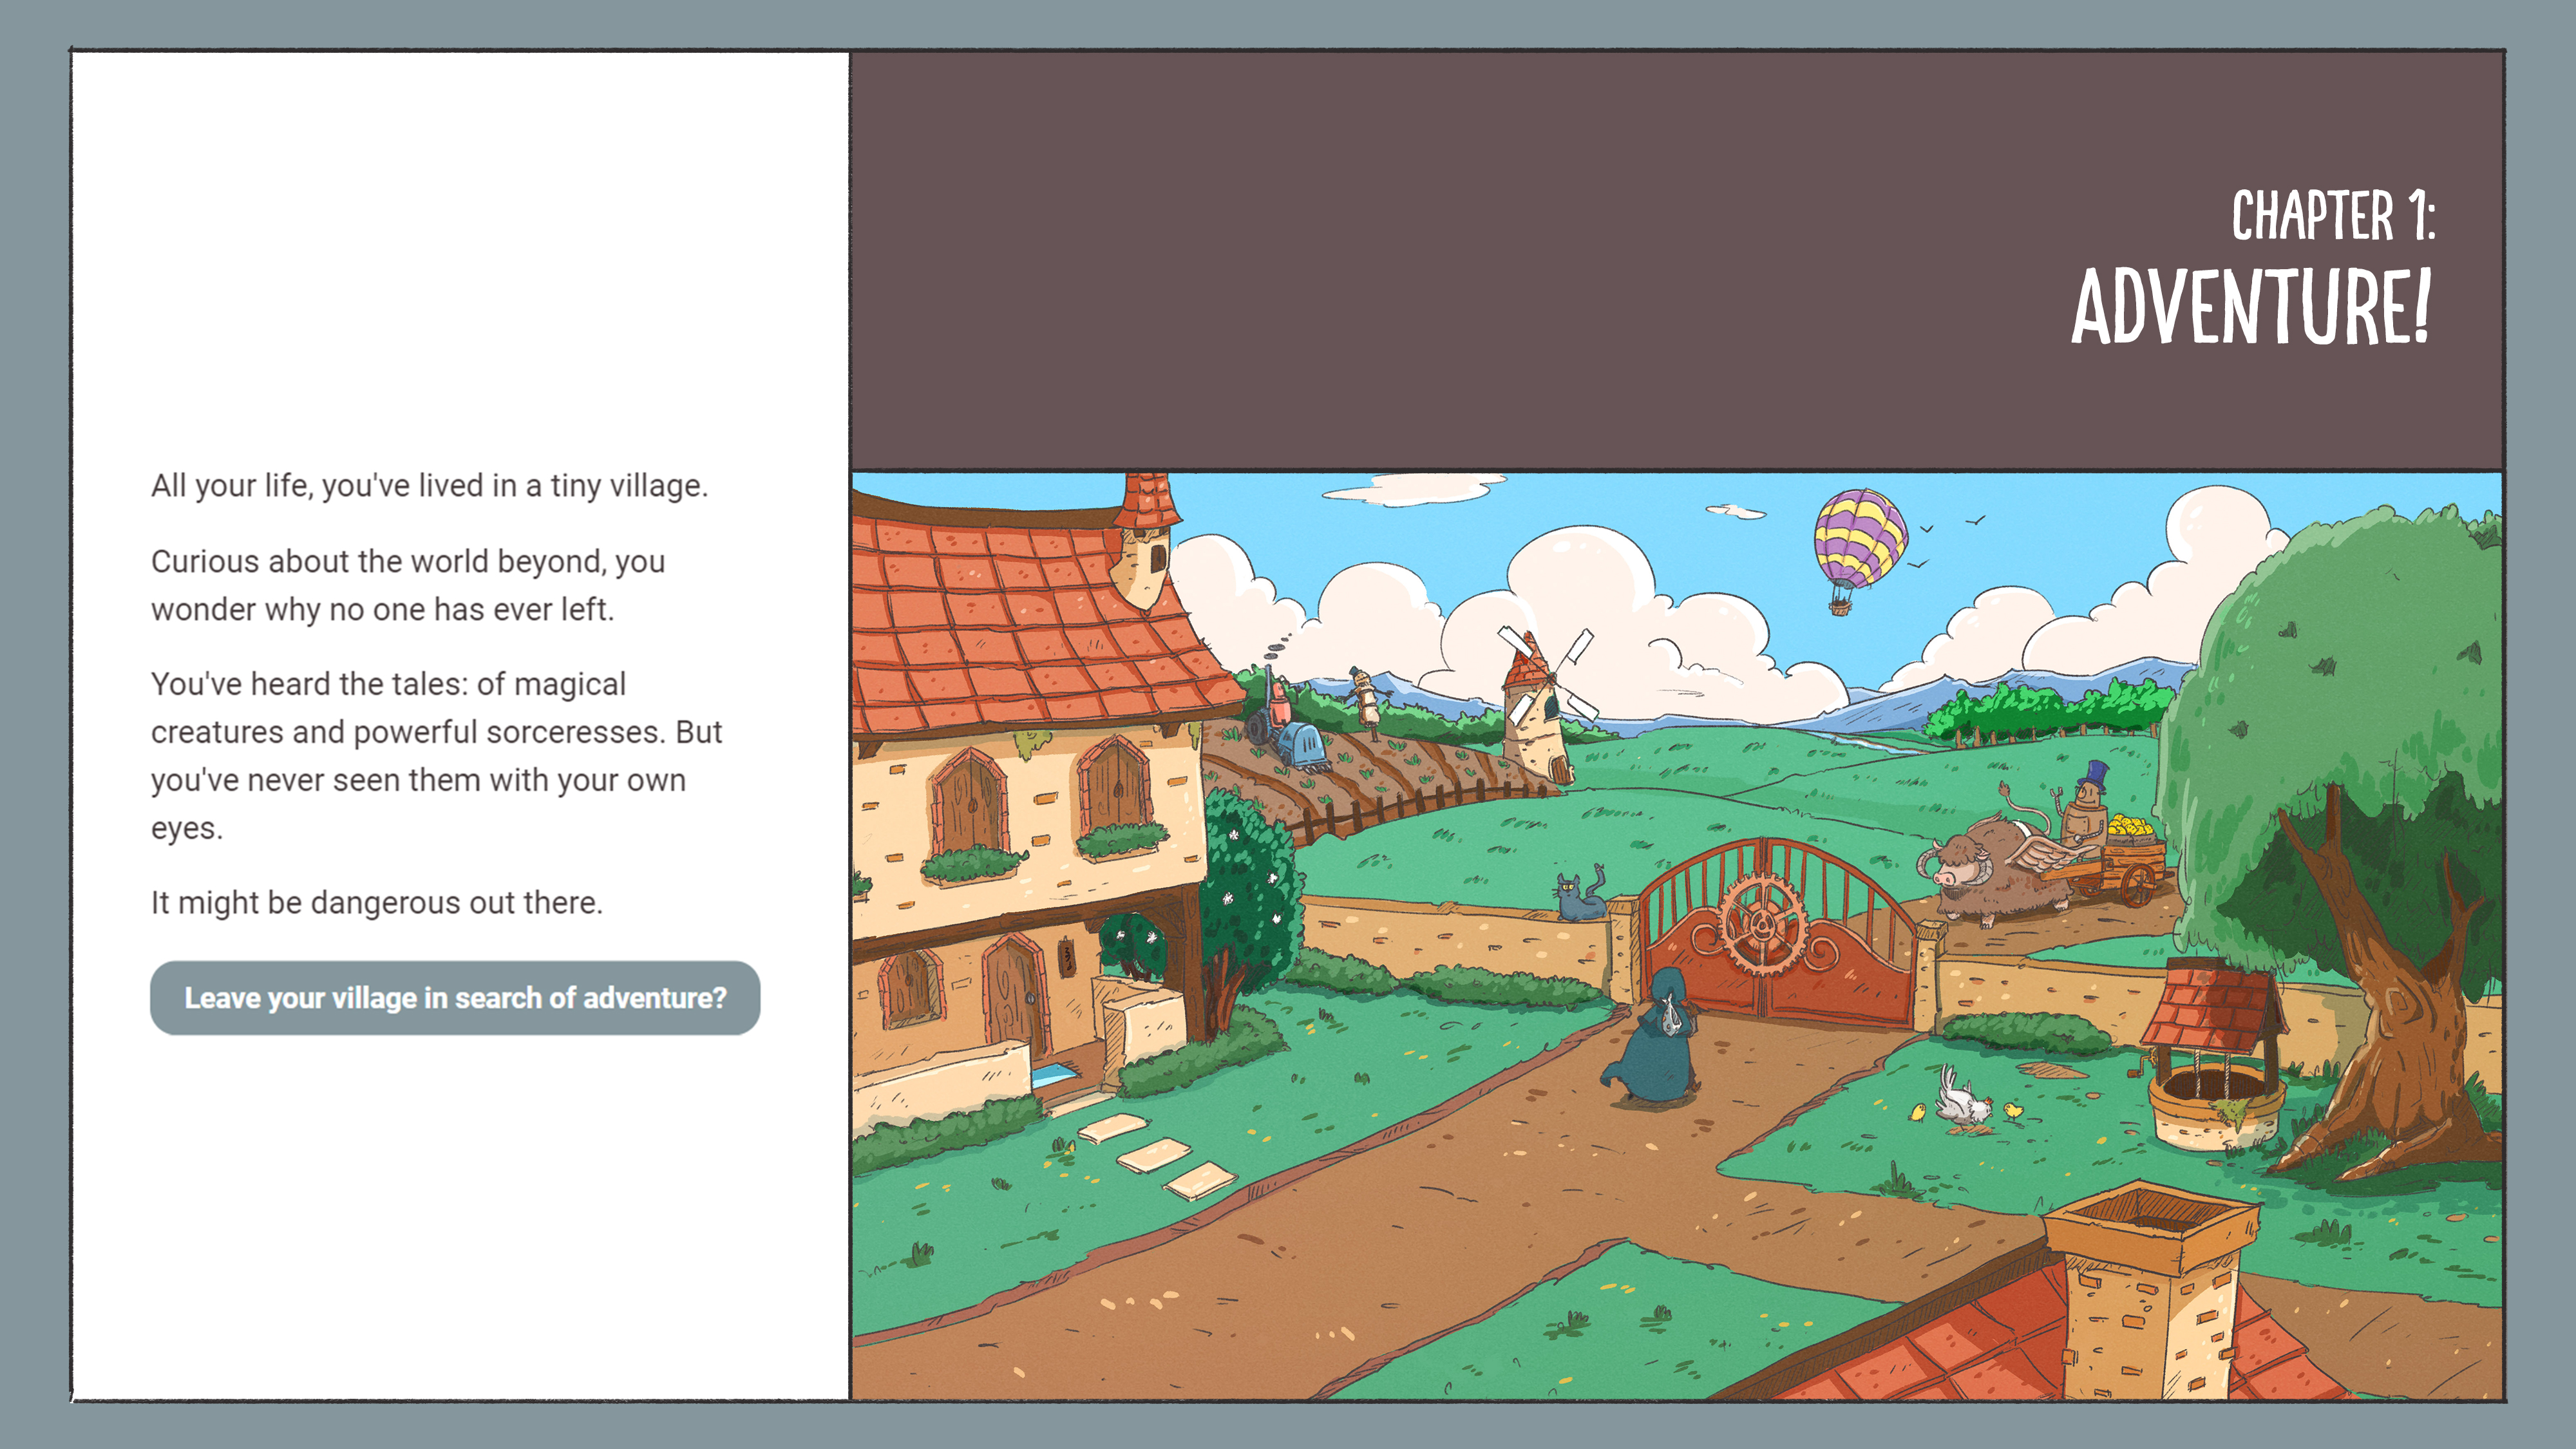 CHAPTER 1:
ADVENTURE!
All your life, you've lived in a tiny village.
Curious about the world beyond, you
wonder why no one has ever left.
You've heard the tales: of magical
creatures and powerful sorceresses. But
you've never seen them with your own
eyes.
It might be dangerous out there.
Leave your village in search of adventure?